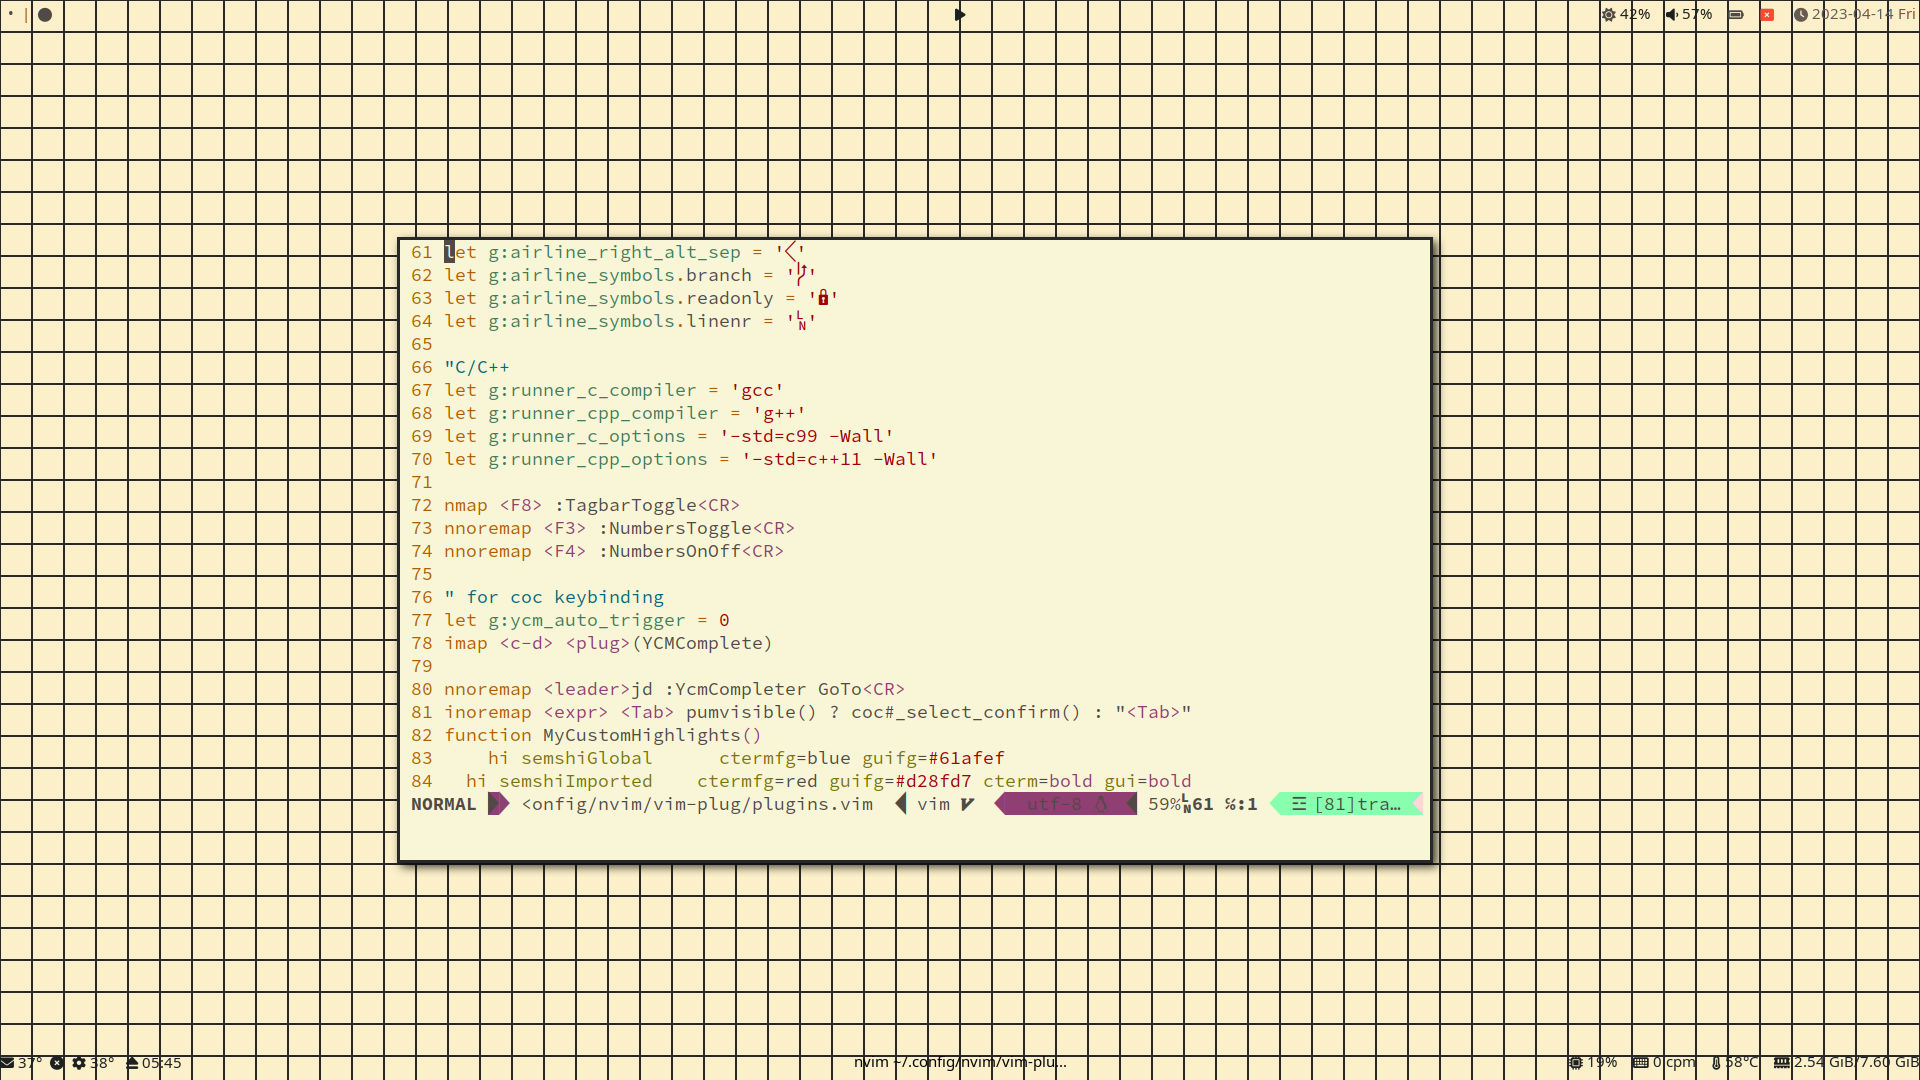 42% 57% 2023-04-14 Fri
61 let g:airline_right_alt_sep = ''
62 let g:airline_symbols.branch = ''
63 let g:airline_symbols.readonly = ''
64 let g:airline_symbols.linenr = ''
65
66 "C/C++
67 let g:runner_c_compiler = 'gcc'
68 let g:runner_cpp_compiler = 'g++'
69 let g:runner_c_options = '-std=c99 -Wall'
70 let g:runner_cpp_options = '-std=c++11 -Wall'
71
72 nmap <F8> :TagbarToggle<CR>
73 nnoremap <F3> :NumbersToggle<CR>
74 nnoremap <F4> :NumbersOnOff<CR>
75
76 " for coc keybinding
77 let g:ycm_auto_trigger = 0
78 imap <c-d> <plug>(YCMComplete)
79
80 nnoremap <leader>jd :YcmCompleter GoTo<CR>
81 inoremap <expr> <Tab> pumvisible() ? coc#_select_confirm() : "<Tab>"
82 function MyCustomHighlights()
83     hi semshiGlobal      ctermfg=blue guifg=#61afef
84   hi semshiImported    ctermfg=red guifg=#d28fd7 cterm=bold gui=bold
NORMAL  <onfig/nvim/vim-plug/plugins.vim  vim  utf-8  59%61 ℅:1 ☲ [81]tra…
37° 38° 05:45 nvim ~/.config/nvim/vim-plu... 19% 0 cpm 58°C 2.54 GiB/7.60 GiB